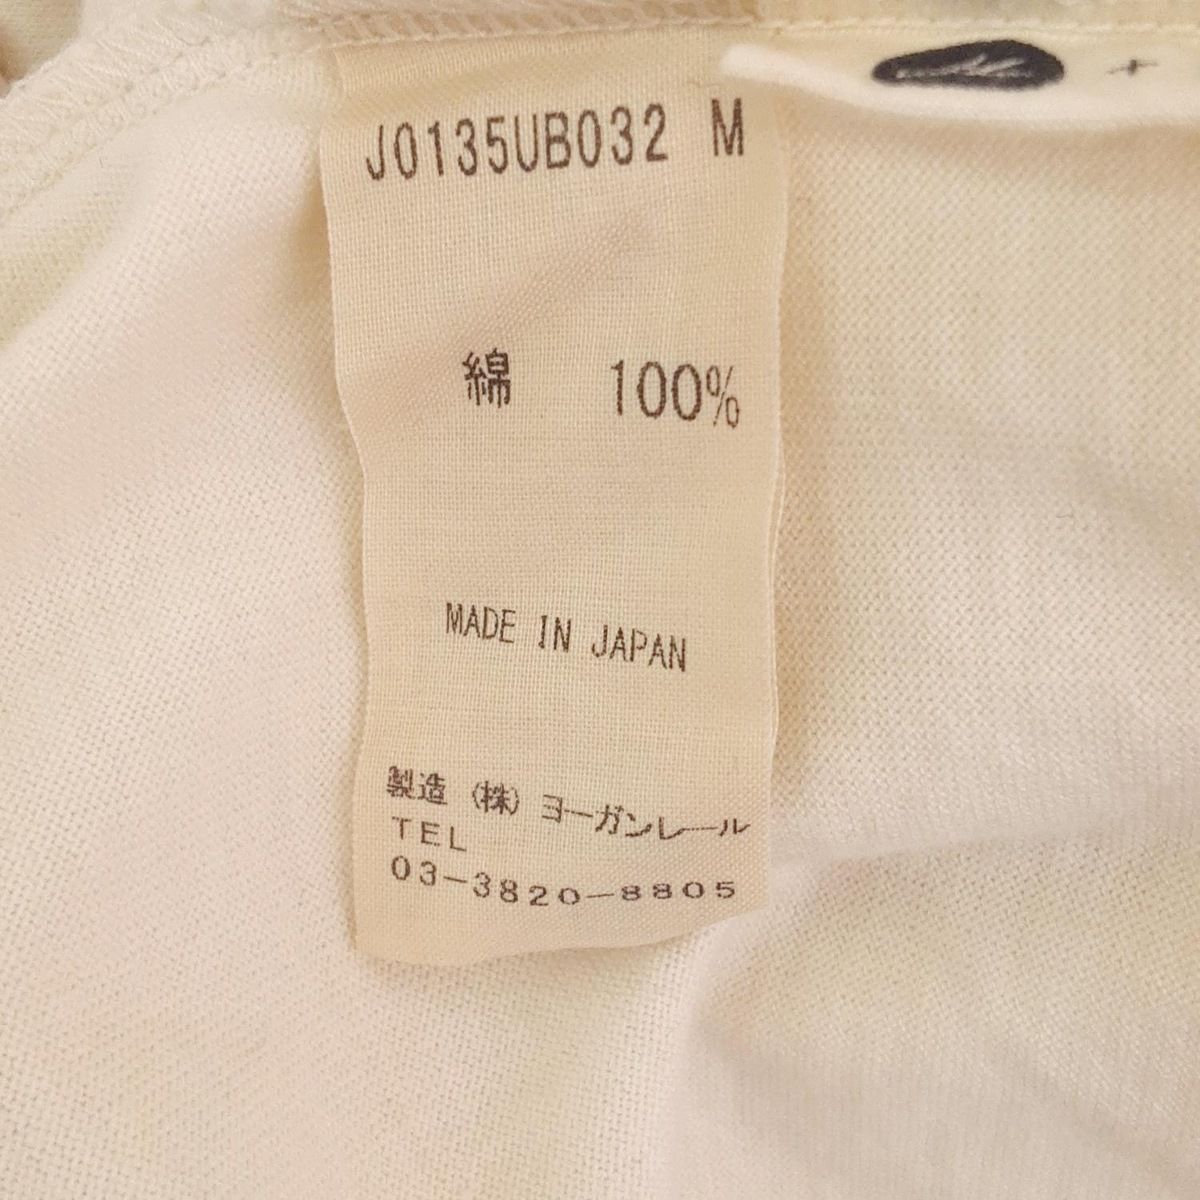 J0135UB032 M
綿 100%
MADE IN JAPAN
製造 (株) ヨーガンレール
TEL
03-3820-8805